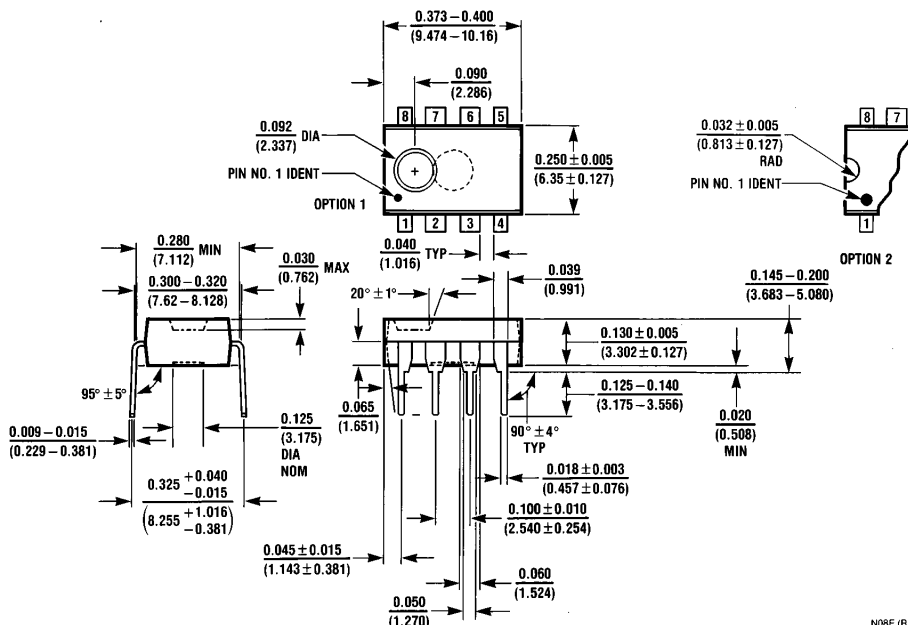 0.373 – 0.400
(9.474 – 10.16)
0.090
(2.286)
8 7 6 5
0.092
(2.337)
DIA
PIN NO. 1 IDENT
OPTION 1
+
0.250 ± 0.005
(6.35 ± 0.127)
1 2 3 4
0.032 ± 0.005
(0.813 ± 0.127)
RAD
PIN NO. 1 IDENT
8 7
1
OPTION 2
0.280
(7.112)
MIN
0.030
(0.762)
MAX
0.300 – 0.320
(7.62 – 8.128)
95° ± 5°
0.009 – 0.015
(0.229 – 0.381)
0.125
(3.175)
DIA
NOM
0.325 +0.040
−0.015
(8.255 +1.016
−0.381)
0.040
(1.016)
TYP
0.039
(0.991)
20° ± 1°
0.145 – 0.200
(3.683 – 5.080)
0.130 ± 0.005
(3.302 ± 0.127)
0.125 – 0.140
(3.175 – 3.556)
0.020
(0.508)
MIN
0.065
(1.651)
90° ± 4°
TYP
0.018 ± 0.003
(0.457 ± 0.076)
0.100 ± 0.010
(2.540 ± 0.254)
0.045 ± 0.015
(1.143 ± 0.381)
0.060
(1.524)
0.050
(1.270)